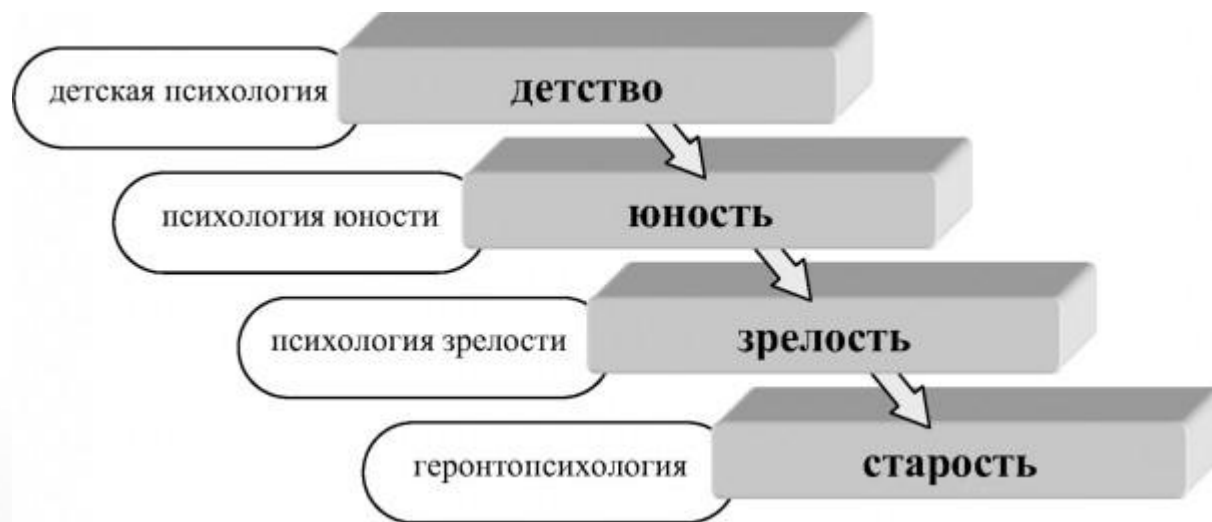 детская психология
детство
психология юности
юность
психология зрелости
зрелость
геронтопсихология
старость